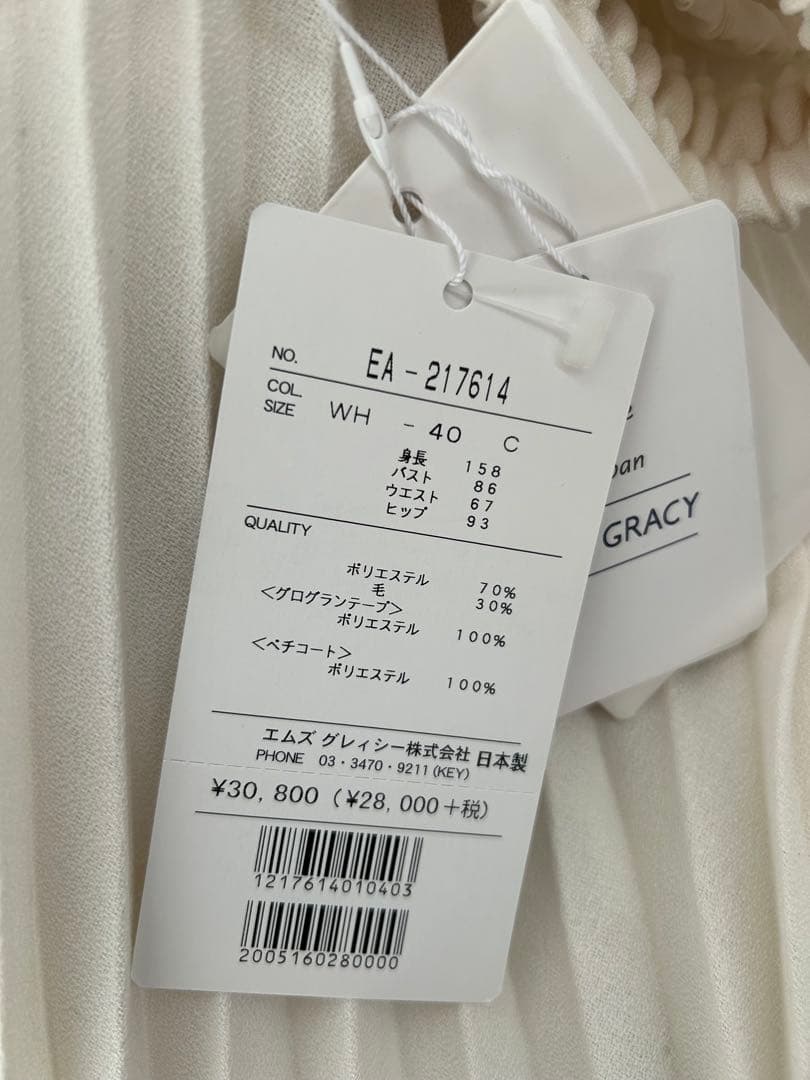 NO. EA-217614
COL. WH - 40 C
SIZE
身長 158
バスト 86
ウエスト 67
ヒップ 93
QUALITY
ポリエステル 70%
毛 30%
<グログランテープ>
ポリエステル 100%
<ペチコート>
ポリエステル 100%
エムズ グレィシー株式会社 日本製
PHONE 03・3470・9211(KEY)
¥30,800 (¥28,000+税)
1217614010403
2005160280000
GRACY